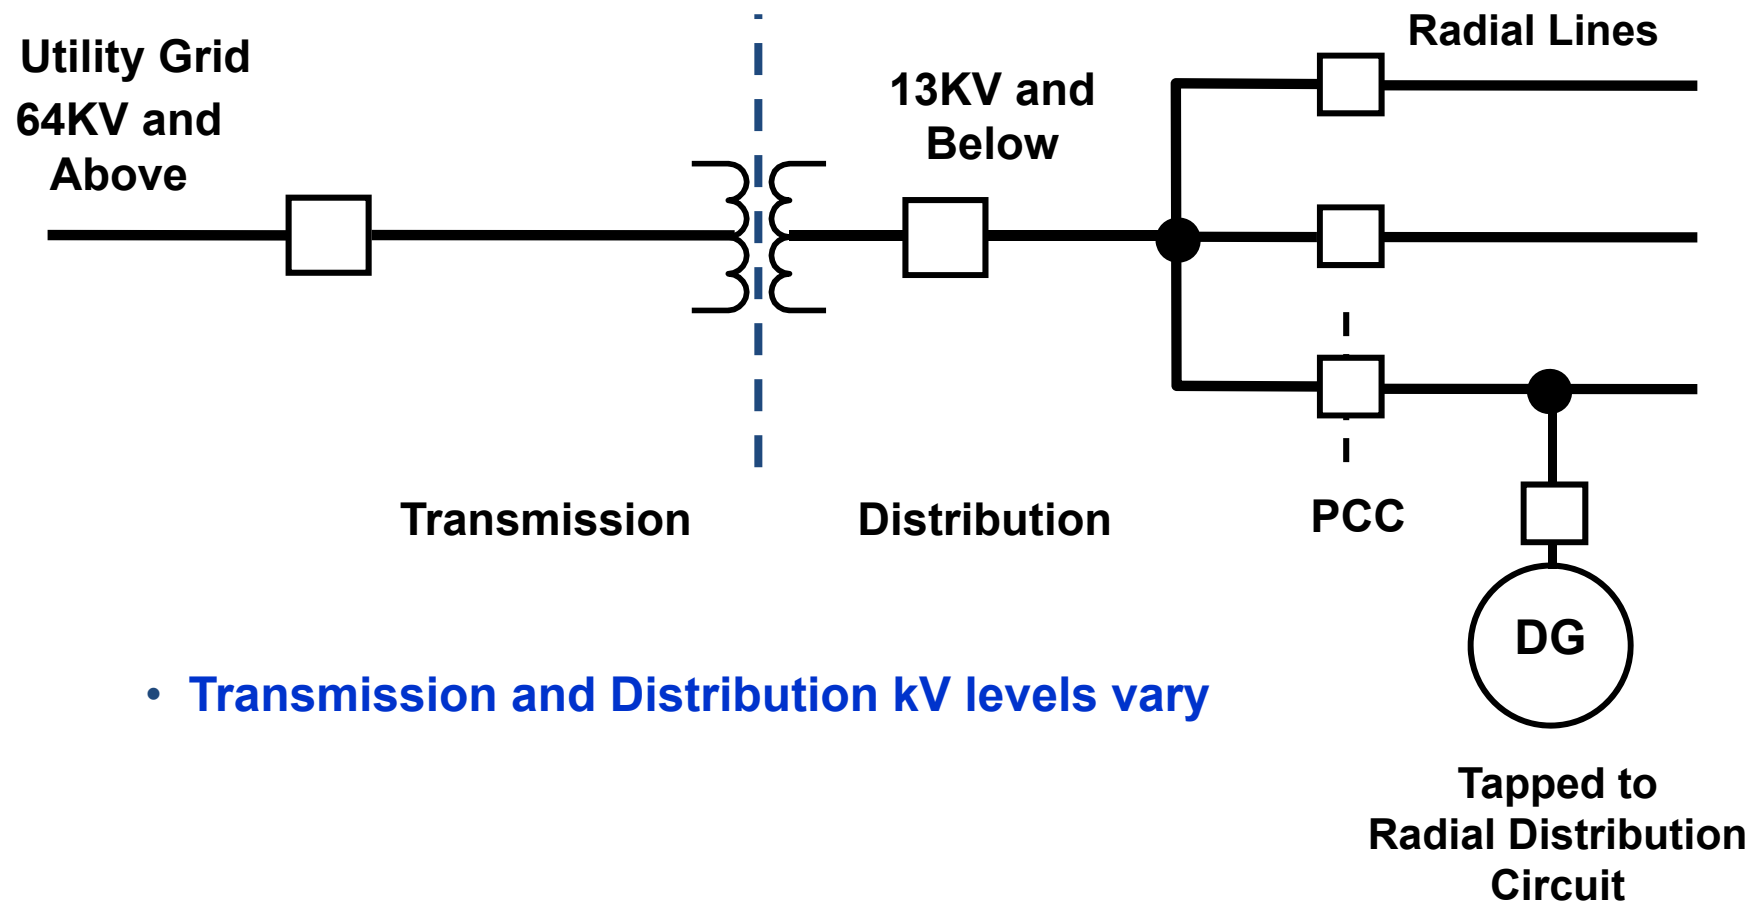 Utility Grid
64KV and
Above
13KV and
Below
Radial Lines
Transmission
Distribution
PCC
DG
• Transmission and Distribution kV levels vary
Tapped to
Radial Distribution
Circuit